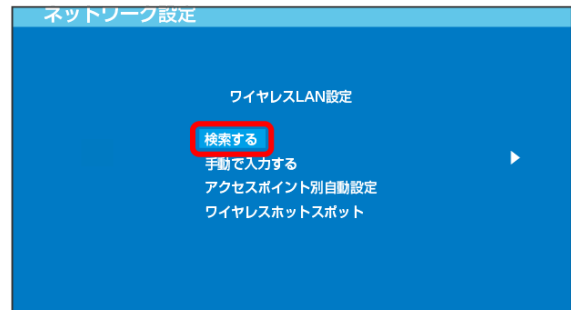 ネットワーク設定
ワイヤレスLAN設定
検索する
手動で入力する
アクセスポイント別自動設定
ワイヤレスホットスポット